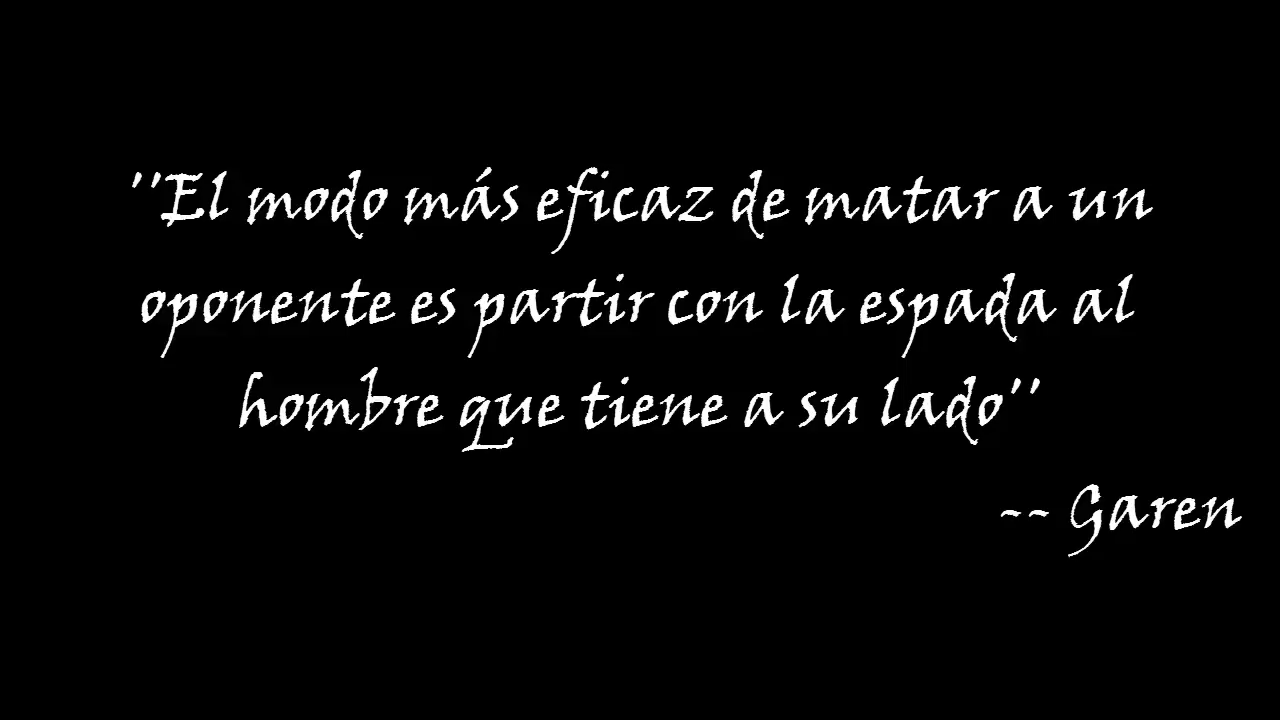 ''El modo más eficaz de matar a un
oponente es partir con la espada al
hombre que tiene a su lado''
-- Garen